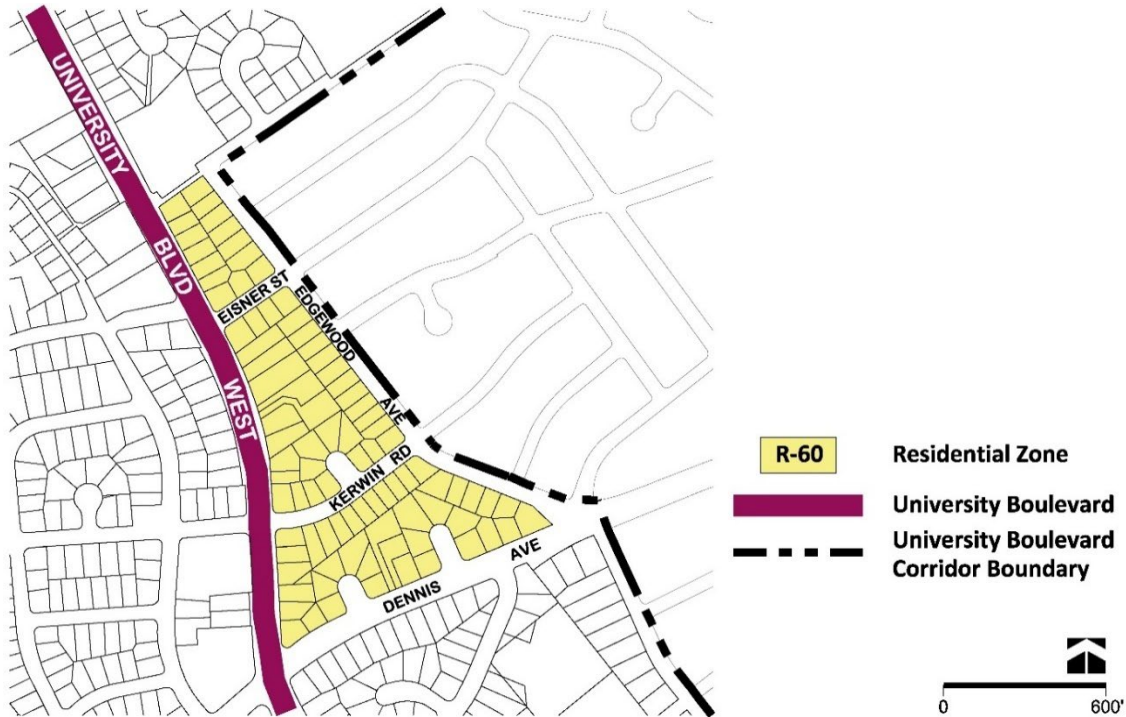 UNIVERSITY
BLVD
WEST
EISNER ST
EDGEWOOD
AVE
KERWIN RD
DENNIS
AVE
R-60
Residential Zone
University Boulevard
University Boulevard
Corridor Boundary
0
600'